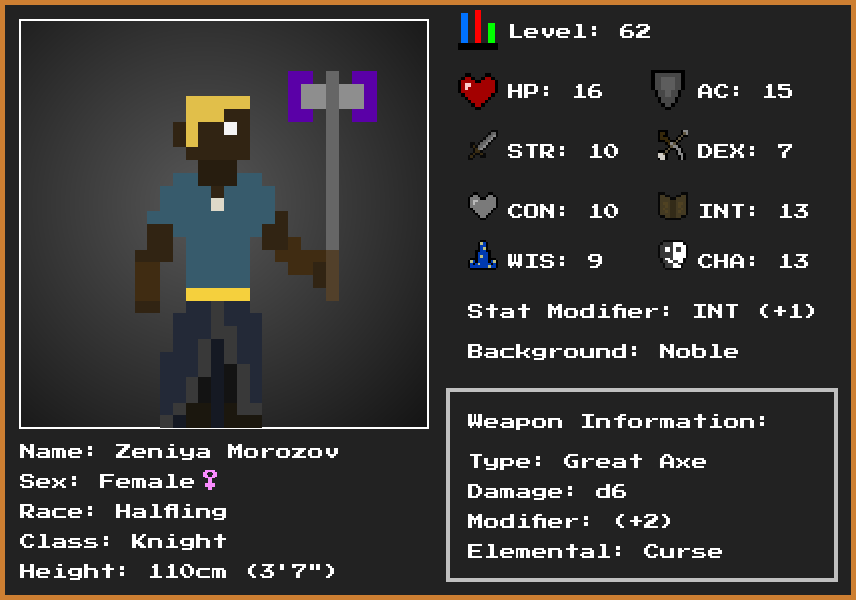 Level: 62
HP: 16 AC: 15
STR: 10 DEX: 7
CON: 10 INT: 13
WIS: 9 CHA: 13
Stat Modifier: INT (+1)
Background: Noble
Weapon Information:
Type: Great Axe
Damage: d6
Modifier: (+2)
Elemental: Curse
Name: Zeniya Morozov
Sex: Female♀
Race: Halfling
Class: Knight
Height: 110cm (3'7")